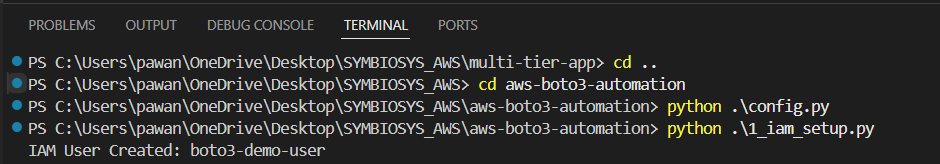 PROBLEMS OUTPUT DEBUG CONSOLE TERMINAL PORTS
PS C:\Users\pawan\OneDrive\Desktop\SYMBIOSYS_AWS\multi-tier-app> cd ..
PS C:\Users\pawan\OneDrive\Desktop\SYMBIOSYS_AWS> cd aws-boto3-automation
PS C:\Users\pawan\OneDrive\Desktop\SYMBIOSYS_AWS\aws-boto3-automation> python .\config.py
PS C:\Users\pawan\OneDrive\Desktop\SYMBIOSYS_AWS\aws-boto3-automation> python .\1_iam_setup.py
IAM User Created: boto3-demo-user